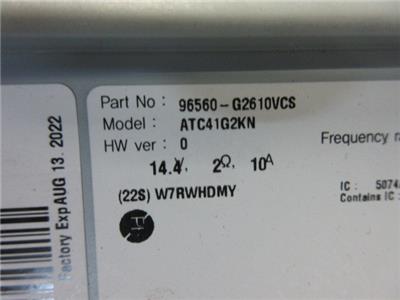 Part No : 96560-G2610VCS
Model : ATC41G2KN
HW ver : 0
14.4V, 2Ω, 10A
(22S) W7RWHDMY
Frequency
IC : 5074
Contains IC :
Factory Exp AUG 13. 2022